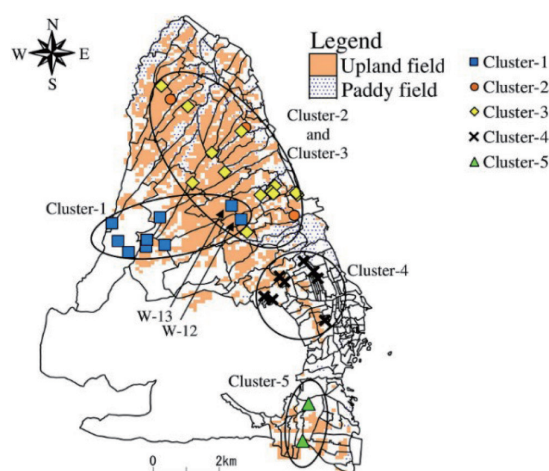 N
W E
S
Legend
Upland field
Paddy field
Cluster-1
Cluster-2
Cluster-3
Cluster-4
Cluster-5
Cluster-2
and
Cluster-3
Cluster-1
Cluster-4
W-13
W-12
Cluster-5
0 2km